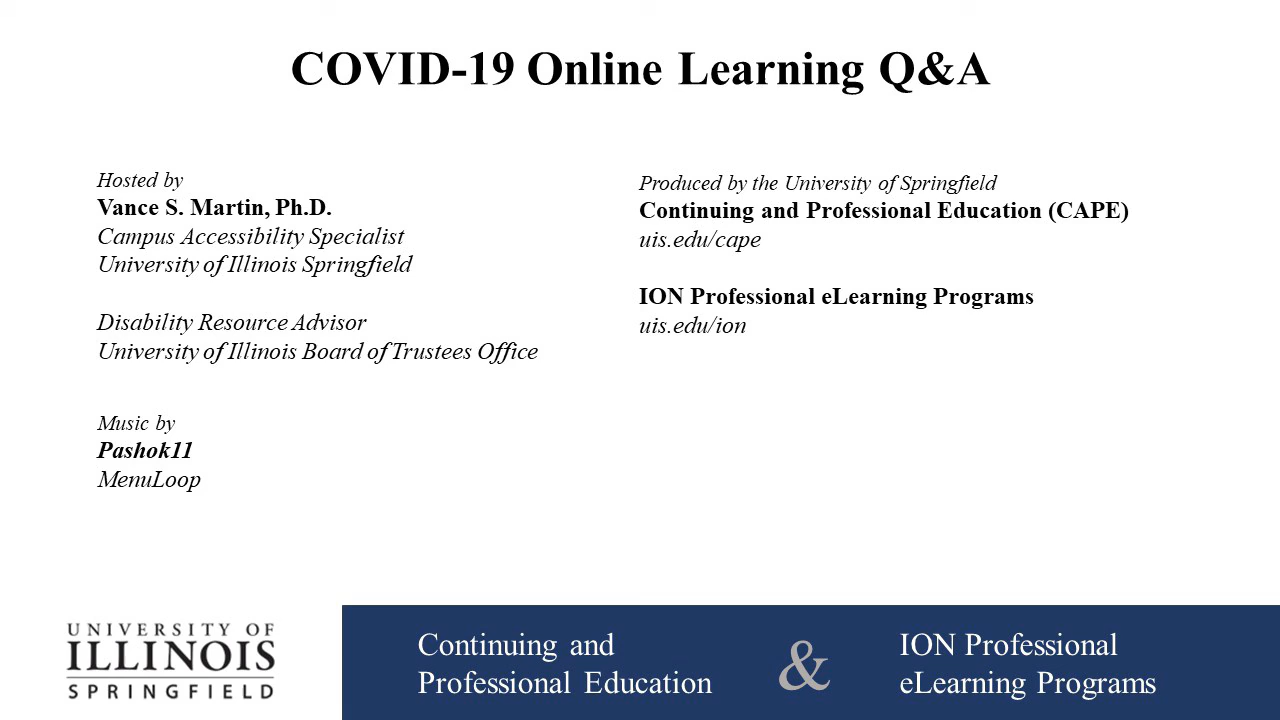 COVID-19 Online Learning Q&A
Hosted by
Vance S. Martin, Ph.D.
Campus Accessibility Specialist
University of Illinois Springfield
Disability Resource Advisor
University of Illinois Board of Trustees Office
Music by
Pashok11
MenuLoop
Produced by the University of Springfield
Continuing and Professional Education (CAPE)
uis.edu/cape
ION Professional eLearning Programs
uis.edu/ion
UNIVERSITY OF
ILLINOIS
SPRINGFIELD
Continuing and
Professional Education
&
ION Professional
eLearning Programs